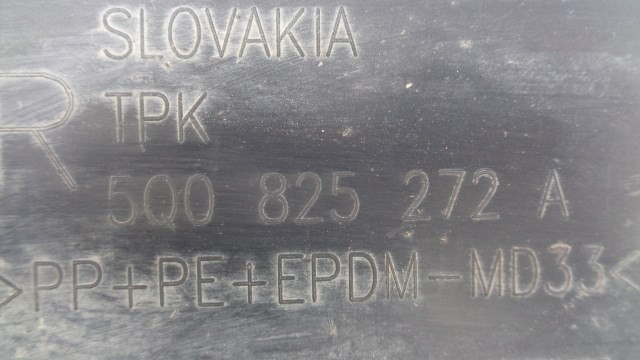 SLOVAKIA
R TPK
5Q0 825 272 A
>PP+PE+EPDM-MD33<